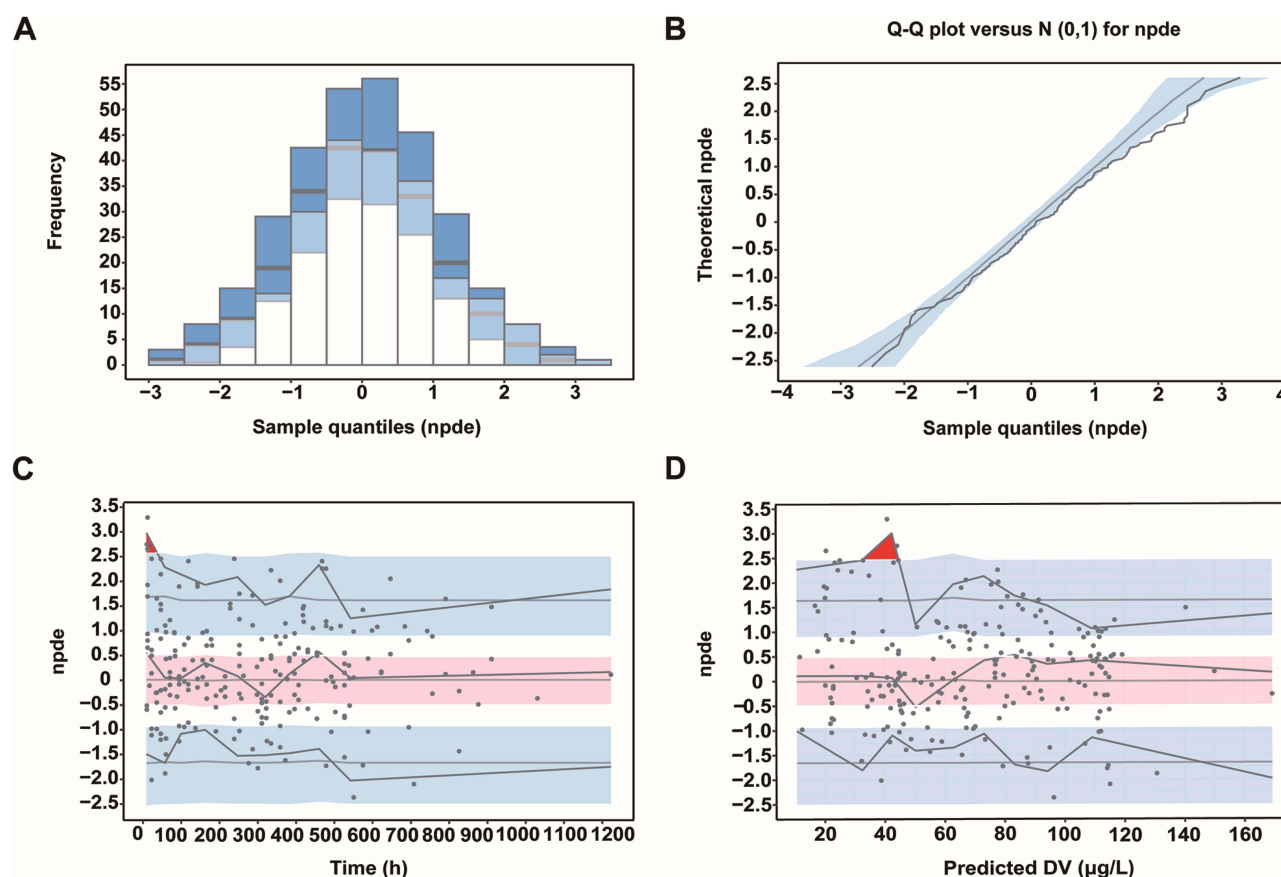 A
55
50
45
40
35
30
25
20
15
10
5
0
Frequency
−3 −2 −1 0 1 2 3
Sample quantiles (npde)
B
Q-Q plot versus N (0,1) for npde
2.5
2.0
1.5
1.0
0.5
0
−0.5
−1.0
−1.5
−2.0
−2.5
Theoretical npde
−4 −3 −2 −1 0 1 2 3 4
Sample quantiles (npde)
C
3.5
3.0
2.5
2.0
1.5
1.0
0.5
0
−0.5
−1.0
−1.5
−2.0
−2.5
npde
0 100 200 300 400 500 600 700 800 900 1000 1100 1220
Time (h)
D
3.5
3.0
2.5
2.0
1.5
1.0
0.5
0
−0.5
−1.0
−1.5
−2.0
−2.5
npde
20 40 60 80 100 120 140 160
Predicted DV (µg/L)